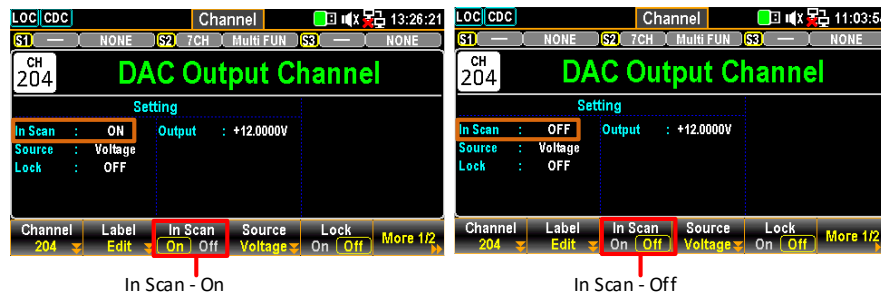 LOC CDC Channel 13:26:21
S1 — NONE S2 7CH Multi FUN S3 — NONE
CH
204
DAC Output Channel
Setting
In Scan : ON Output : +12.0000V
Source : Voltage
Lock : OFF
Channel Label In Scan Source Lock More 1/2
204 Edit On Off Voltage On Off
In Scan - On
LOC CDC Channel 11:03:54
S1 — NONE S2 7CH Multi FUN S3 — NONE
CH
204
DAC Output Channel
Setting
In Scan : OFF Output : +12.0000V
Source : Voltage
Lock : OFF
Channel Label In Scan Source Lock More 1/2
204 Edit On Off Voltage On Off
In Scan - Off